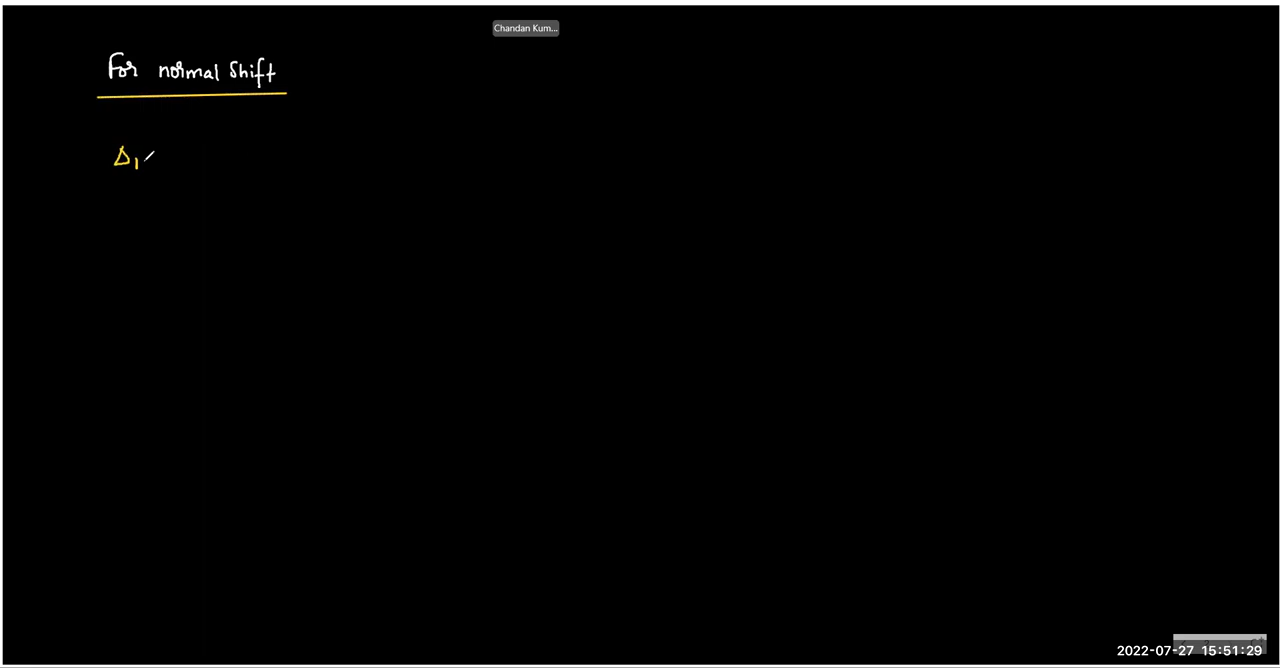 Chandan Kum...
For normal shift
Δ₁
2022-07-27 15:51:29